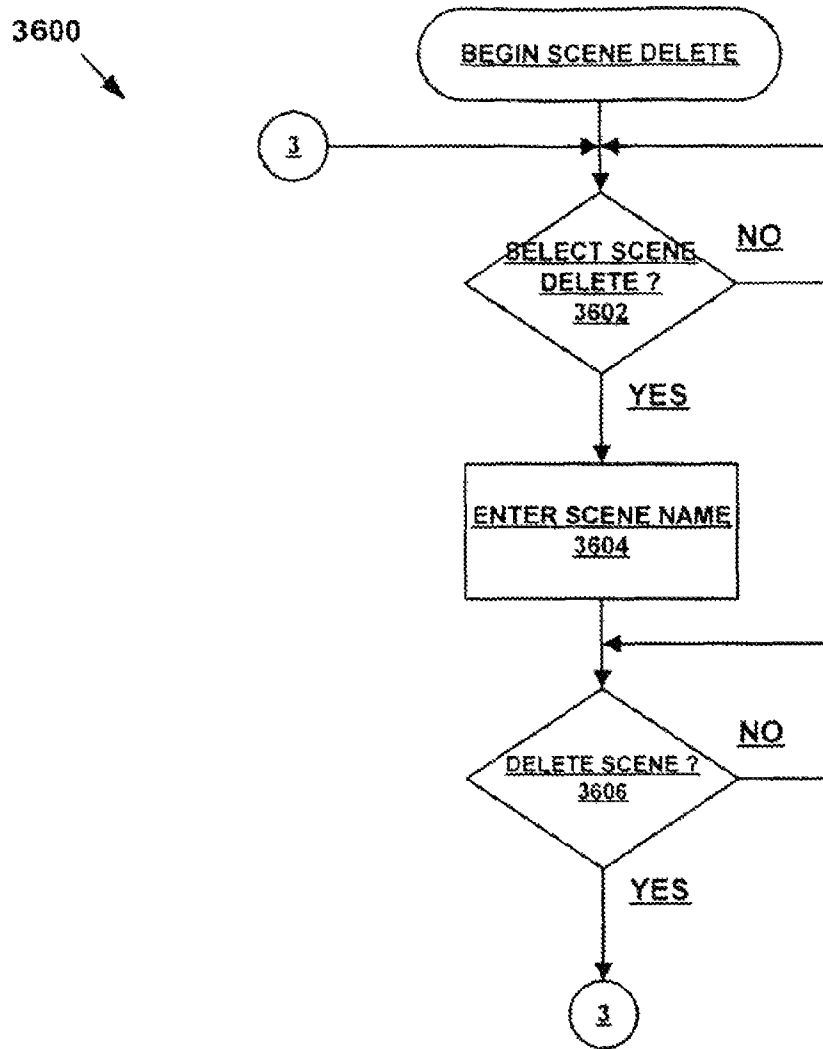 3600
BEGIN SCENE DELETE
3
SELECT SCENE
DELETE ?
3602
NO
YES
ENTER SCENE NAME
3604
DELETE SCENE ?
3606
NO
YES
3